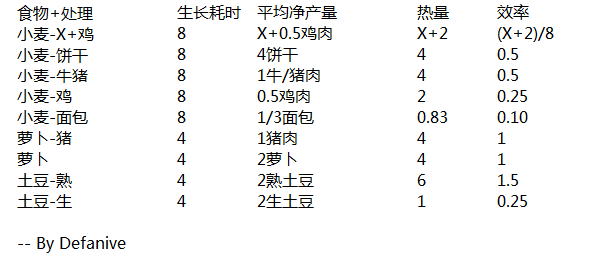 食物+处理 生长耗时 平均净产量 热量 效率
小麦-X+鸡 8 X+0.5鸡肉 X+2 (X+2)/8
小麦-饼干 8 4饼干 4 0.5
小麦-牛猪 8 1牛/猪肉 4 0.5
小麦-鸡 8 0.5鸡肉 2 0.25
小麦-面包 8 1/3面包 0.83 0.10
萝卜-猪 4 1猪肉 4 1
萝卜 4 2萝卜 4 1
土豆-熟 4 2熟土豆 6 1.5
土豆-生 4 2生土豆 1 0.25
-- By Defanive